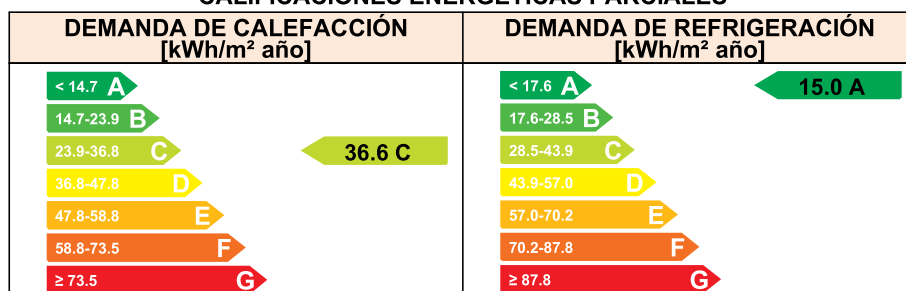 CALIFICACIONES ENERGÉTICAS PARCIALES
DEMANDA DE CALEFACCIÓN
[kWh/m² año]
< 14.7 A
14.7-23.9 B
23.9-36.8 C
36.6 C
36.8-47.8 D
47.8-58.8 E
58.8-73.5 F
≥ 73.5 G
DEMANDA DE REFRIGERACIÓN
[kWh/m² año]
< 17.6 A
15.0 A
17.6-28.5 B
28.5-43.9 C
43.9-57.0 D
57.0-70.2 E
70.2-87.8 F
≥ 87.8 G